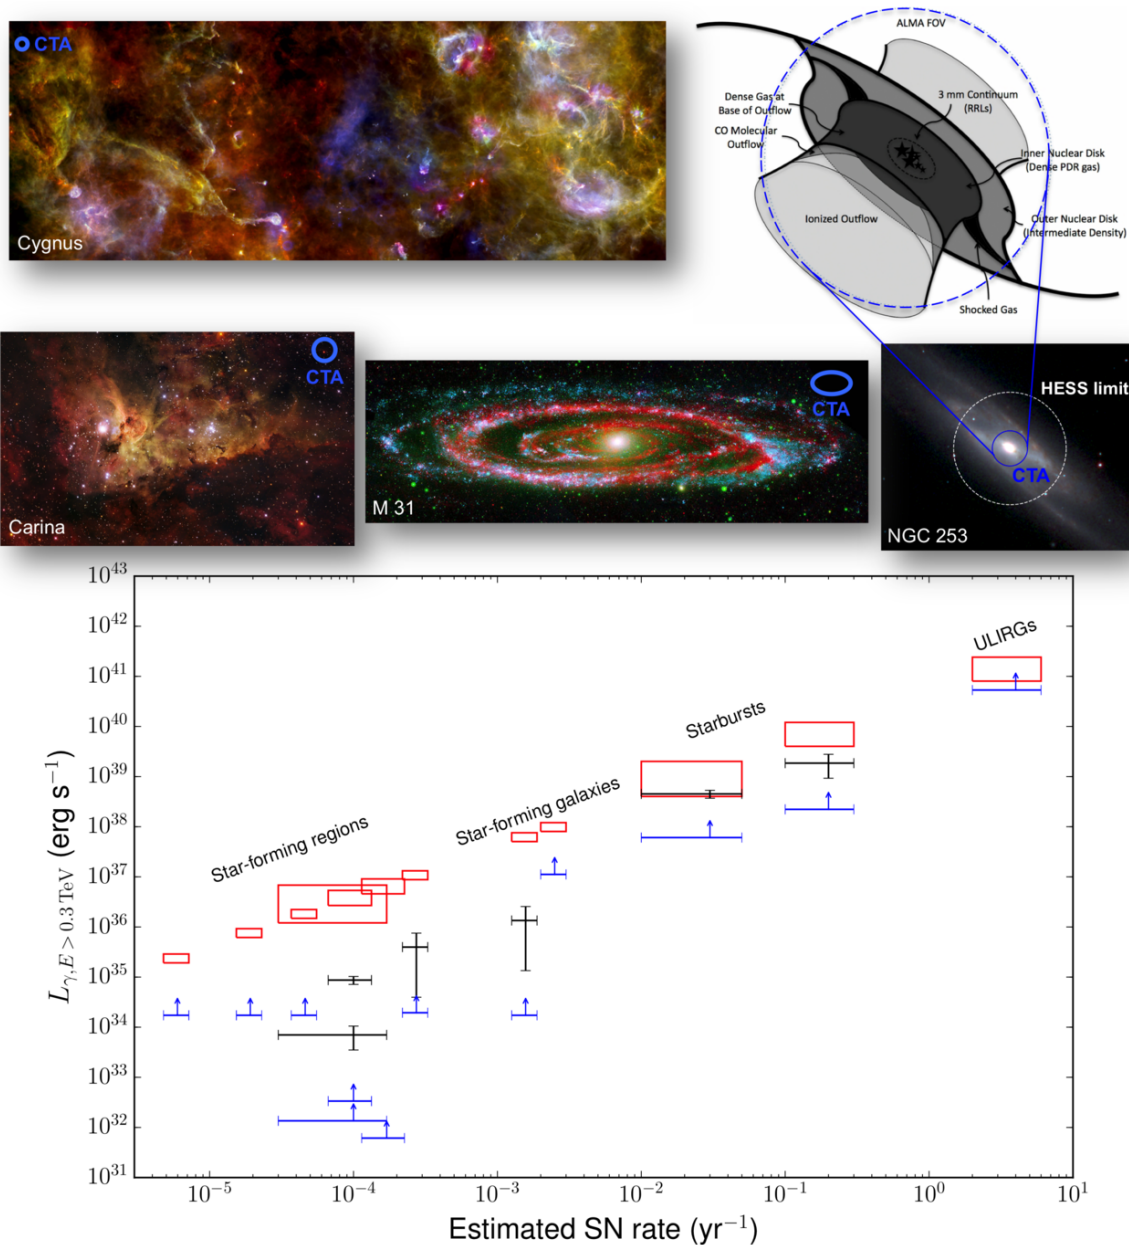 CTA
Cygnus
ALMA FOV
Dense Gas at
Base of Outflow
3 mm Continuum
(RRLs)
CO Molecular
Outflow
Inner Nuclear Disk
(Dense PDR gas)
Ionized Outflow
Outer Nuclear Disk
(Intermediate Density)
Shocked Gas
CTA
Carina
CTA
M 31
HESS limit
CTA
NGC 253
10^43
10^42
10^41
10^40
10^39
10^38
10^37
10^36
10^35
10^34
10^33
10^32
10^31
L_γ, E > 0.3 TeV (erg s^−1)
ULIRGs
Starbursts
Star-forming galaxies
Star-forming regions
10^−5
10^−4
10^−3
10^−2
10^−1
10^0
10^1
Estimated SN rate (yr^−1)